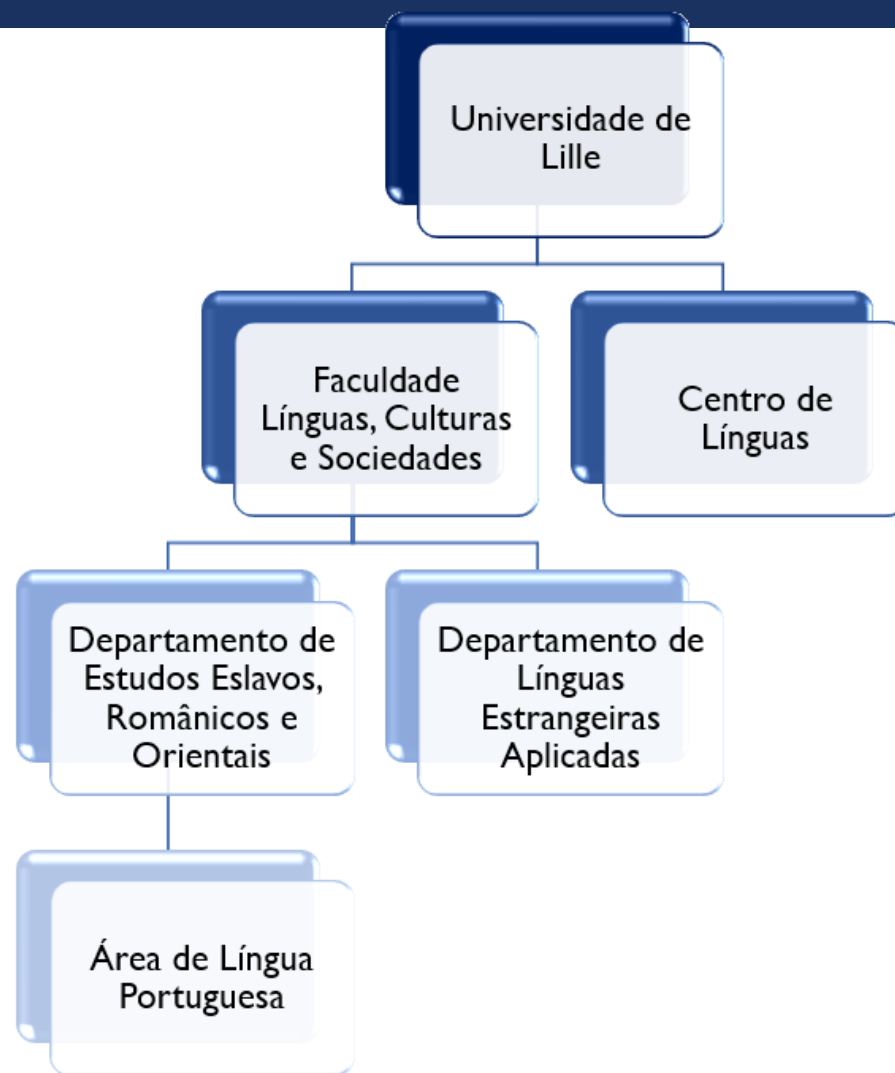 Universidade de
Lille
Faculdade
Línguas, Culturas
e Sociedades
Centro de
Línguas
Departamento de
Estudos Eslavos,
Românicos e
Orientais
Departamento de
Línguas
Estrangeiras
Aplicadas
Área de Língua
Portuguesa